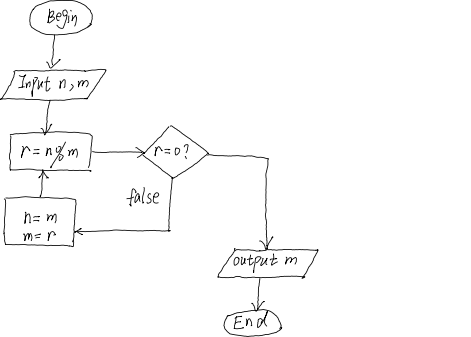 Begin
Input n, m
r = n % m
r = 0 ?
false
n = m
m = r
output m
End